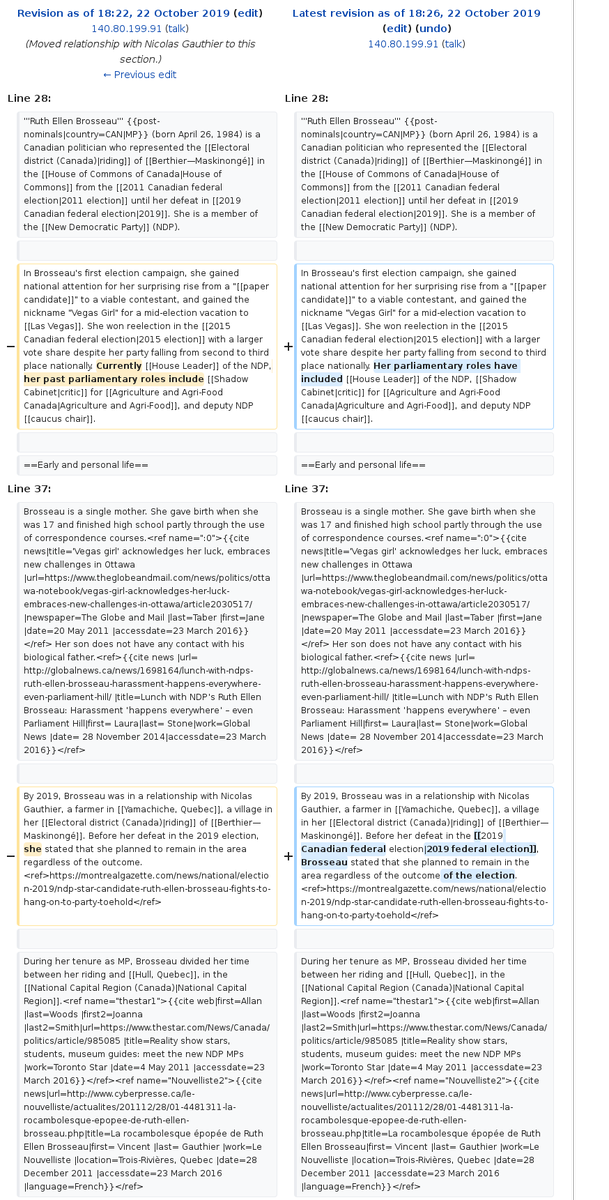 Revision as of 18:22, 22 October 2019 (edit)
140.80.199.91 (talk)
(Moved relationship with Nicolas Gauthier to this
section.)
← Previous edit
Latest revision as of 18:26, 22 October 2019
(edit) (undo)
140.80.199.91 (talk)
Line 28:
Line 28:
'''Ruth Ellen Brosseau''' {{post-
nominals|country=CAN|MP}} (born April 26, 1984) is a
Canadian politician who represented the [[Electoral
district (Canada)|riding]] of [[Berthier—Maskinongé]] in
the [[House of Commons of Canada|House of
Commons]] from the [[2011 Canadian federal
election|2011 election]] until her defeat in [[2019
Canadian federal election|2019]]. She is a member of
the [[New Democratic Party]] (NDP).
'''Ruth Ellen Brosseau''' {{post-
nominals|country=CAN|MP}} (born April 26, 1984) is a
Canadian politician who represented the [[Electoral
district (Canada)|riding]] of [[Berthier—Maskinongé]] in
the [[House of Commons of Canada|House of
Commons]] from the [[2011 Canadian federal
election|2011 election]] until her defeat in [[2019
Canadian federal election|2019]]. She is a member of
the [[New Democratic Party]] (NDP).
−
In Brosseau's first election campaign, she gained
national attention for her surprising rise from a "[[paper
candidate]]" to a viable contestant, and gained the
nickname "Vegas Girl" for a mid-election vacation to
[[Las Vegas]]. She won reelection in the [[2015
Canadian federal election|2015 election]] with a larger
vote share despite her party falling from second to third
place nationally. Currently [[House Leader]] of the NDP,
her past parliamentary roles include [[Shadow
Cabinet|critic]] for [[Agriculture and Agri-Food
Canada|Agriculture and Agri-Food]], and deputy NDP
[[caucus chair]].
+
In Brosseau's first election campaign, she gained
national attention for her surprising rise from a "[[paper
candidate]]" to a viable contestant, and gained the
nickname "Vegas Girl" for a mid-election vacation to
[[Las Vegas]]. She won reelection in the [[2015
Canadian federal election|2015 election]] with a larger
vote share despite her party falling from second to third
place nationally. Her parliamentary roles have
included [[House Leader]] of the NDP, [[Shadow
Cabinet|critic]] for [[Agriculture and Agri-Food
Canada|Agriculture and Agri-Food]], and deputy NDP
[[caucus chair]].
==Early and personal life==
==Early and personal life==
Line 37:
Line 37:
Brosseau is a single mother. She gave birth when she
was 17 and finished high school partly through the use
of correspondence courses.<ref name=":0">{{cite
news|title='Vegas girl' acknowledges her luck, embraces
new challenges in Ottawa
|url=https://www.theglobeandmail.com/news/politics/otta
wa-notebook/vegas-girl-acknowledges-her-luck-
embraces-new-challenges-in-ottawa/article2030517/
|newspaper=The Globe and Mail |last=Taber |first=Jane
|date=20 May 2011 |accessdate=23 March 2016}}
</ref> Her son does not have any contact with his
biological father.<ref>{{cite news |url=
http://globalnews.ca/news/1698164/lunch-with-ndps-
ruth-ellen-brosseau-harassment-happens-everywhere-
even-parliament-hill/ |title=Lunch with NDP's Ruth Ellen
Brosseau: Harassment 'happens everywhere' – even
Parliament Hill|first= Laura|last= Stone|work=Global
News |date= 28 November 2014|accessdate=23 March
2016}}</ref>
Brosseau is a single mother. She gave birth when she
was 17 and finished high school partly through the use
of correspondence courses.<ref name=":0">{{cite
news|title='Vegas girl' acknowledges her luck, embraces
new challenges in Ottawa
|url=https://www.theglobeandmail.com/news/politics/otta
wa-notebook/vegas-girl-acknowledges-her-luck-
embraces-new-challenges-in-ottawa/article2030517/
|newspaper=The Globe and Mail |last=Taber |first=Jane
|date=20 May 2011 |accessdate=23 March 2016}}
</ref> Her son does not have any contact with his
biological father.<ref>{{cite news |url=
http://globalnews.ca/news/1698164/lunch-with-ndps-
ruth-ellen-brosseau-harassment-happens-everywhere-
even-parliament-hill/ |title=Lunch with NDP's Ruth Ellen
Brosseau: Harassment 'happens everywhere' – even
Parliament Hill|first= Laura|last= Stone|work=Global
News |date= 28 November 2014|accessdate=23 March
2016}}</ref>
−
By 2019, Brosseau was in a relationship with Nicolas
Gauthier, a farmer in [[Yamachiche, Quebec]], a village in
her [[Electoral district (Canada)|riding]] of [[Berthier—
Maskinongé]]. Before her defeat in the 2019 election,
she stated that she planned to remain in the area
regardless of the outcome.
<ref>https://montrealgazette.com/news/national/electio
n-2019/ndp-star-candidate-ruth-ellen-brosseau-fights-to-
hang-on-to-party-toehold</ref>
+
By 2019, Brosseau was in a relationship with Nicolas
Gauthier, a farmer in [[Yamachiche, Quebec]], a village in
her [[Electoral district (Canada)|riding]] of [[Berthier—
Maskinongé]]. Before her defeat in the [[2019
Canadian federal election|2019 federal election]],
Brosseau stated that she planned to remain in the
area regardless of the outcome of the election.
<ref>https://montrealgazette.com/news/national/electio
n-2019/ndp-star-candidate-ruth-ellen-brosseau-fights-to-
hang-on-to-party-toehold</ref>
During her tenure as MP, Brosseau divided her time
between her riding and [[Hull, Quebec]], in the
[[National Capital Region (Canada)|National Capital
Region]].<ref name="thestar1">{{cite web|first=Allan
|last=Woods |first2=Joanna
|last2=Smith|url=https://www.thestar.com/News/Canada/
politics/article/985085 |title=Reality show stars,
students, museum guides: meet the new NDP MPs
|work=Toronto Star |date=4 May 2011 |accessdate=23
March 2016}}</ref><ref name="Nouvelliste2">{{cite
news|url=http://www.cyberpresse.ca/le-
nouvelliste/actualites/201112/28/01-4481311-la-
rocambolesque-epopee-de-ruth-ellen-
brosseau.php|title=La rocambolesque épopée de Ruth
Ellen Brosseau|first= Vincent |last= Gauthier |work=Le
Nouvelliste |location=Trois-Rivières, Quebec |date=28
December 2011 |accessdate=23 March 2016
|language=French}}</ref>
During her tenure as MP, Brosseau divided her time
between her riding and [[Hull, Quebec]], in the
[[National Capital Region (Canada)|National Capital
Region]].<ref name="thestar1">{{cite web|first=Allan
|last=Woods |first2=Joanna
|last2=Smith|url=https://www.thestar.com/News/Canada/
politics/article/985085 |title=Reality show stars,
students, museum guides: meet the new NDP MPs
|work=Toronto Star |date=4 May 2011 |accessdate=23
March 2016}}</ref><ref name="Nouvelliste2">{{cite
news|url=http://www.cyberpresse.ca/le-
nouvelliste/actualites/201112/28/01-4481311-la-
rocambolesque-epopee-de-ruth-ellen-
brosseau.php|title=La rocambolesque épopée de Ruth
Ellen Brosseau|first= Vincent |last= Gauthier |work=Le
Nouvelliste |location=Trois-Rivières, Quebec |date=28
December 2011 |accessdate=23 March 2016
|language=French}}</ref>